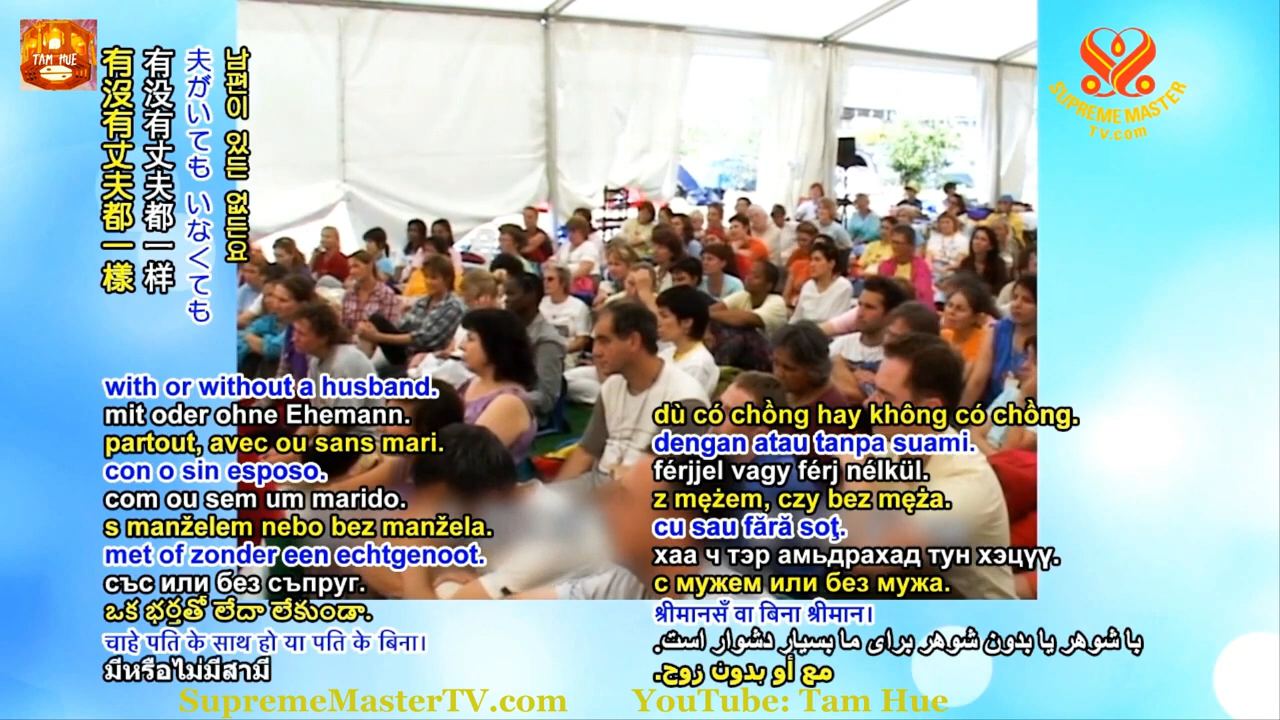 TAM HUE
SUPREME MASTER
TV.com
남편이 있든 없든요
夫がいても いなくても
有没有丈夫都一样
有沒有丈夫都一樣
with or without a husband.
mit oder ohne Ehemann.
partout, avec ou sans mari.
con o sin esposo.
com ou sem um marido.
s manželem nebo bez manžela.
met of zonder een echtgenoot.
със или без съпруг.
ఒక భర్తతో లేదా లేకుండా.
चाहे पति के साथ हो या पति के बिना।
มีหรือไม่มีสามี
dù có chồng hay không có chồng.
dengan atau tanpa suami.
férjjel vagy férj nélkül.
z mężem, czy bez męża.
cu sau fără soţ.
хаа ч тэр амьдрахад тун хэцүү.
с мужем или без мужа.
श्रीमानसँ वा बिना श्रीमान।
با شوهر یا بدون شوهر برای ما بسیار دشوار است.
مع أو بدون زوج.
SupremeMasterTV.com
YouTube: Tam Hue